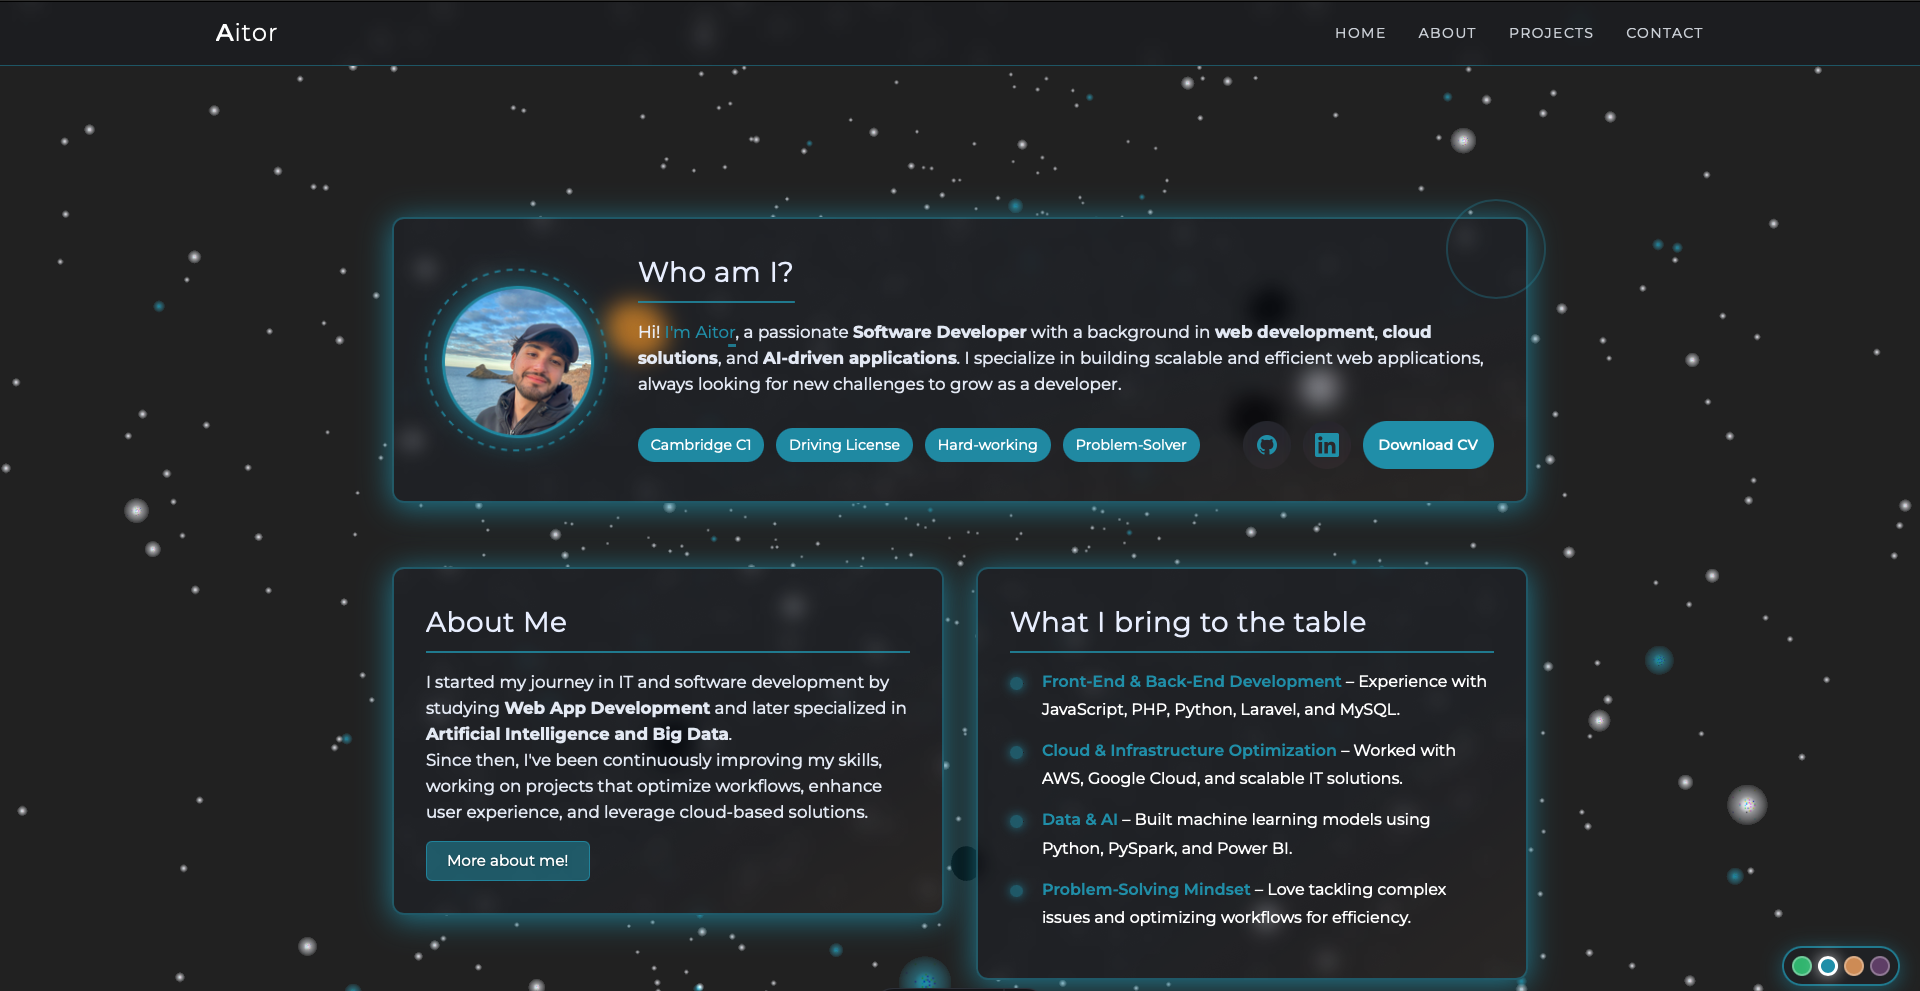 Aitor
HOME ABOUT PROJECTS CONTACT
Who am I?
Hi! I'm Aitor, a passionate Software Developer with a background in web development, cloud
solutions, and AI-driven applications. I specialize in building scalable and efficient web applications,
always looking for new challenges to grow as a developer.
Cambridge C1 Driving License Hard-working Problem-Solver in Download CV
About Me
I started my journey in IT and software development by
studying Web App Development and later specialized in
Artificial Intelligence and Big Data.
Since then, I've been continuously improving my skills,
working on projects that optimize workflows, enhance
user experience, and leverage cloud-based solutions.
More about me!
What I bring to the table
Front-End & Back-End Development – Experience with
JavaScript, PHP, Python, Laravel, and MySQL.
Cloud & Infrastructure Optimization – Worked with
AWS, Google Cloud, and scalable IT solutions.
Data & AI – Built machine learning models using
Python, PySpark, and Power BI.
Problem-Solving Mindset – Love tackling complex
issues and optimizing workflows for efficiency.